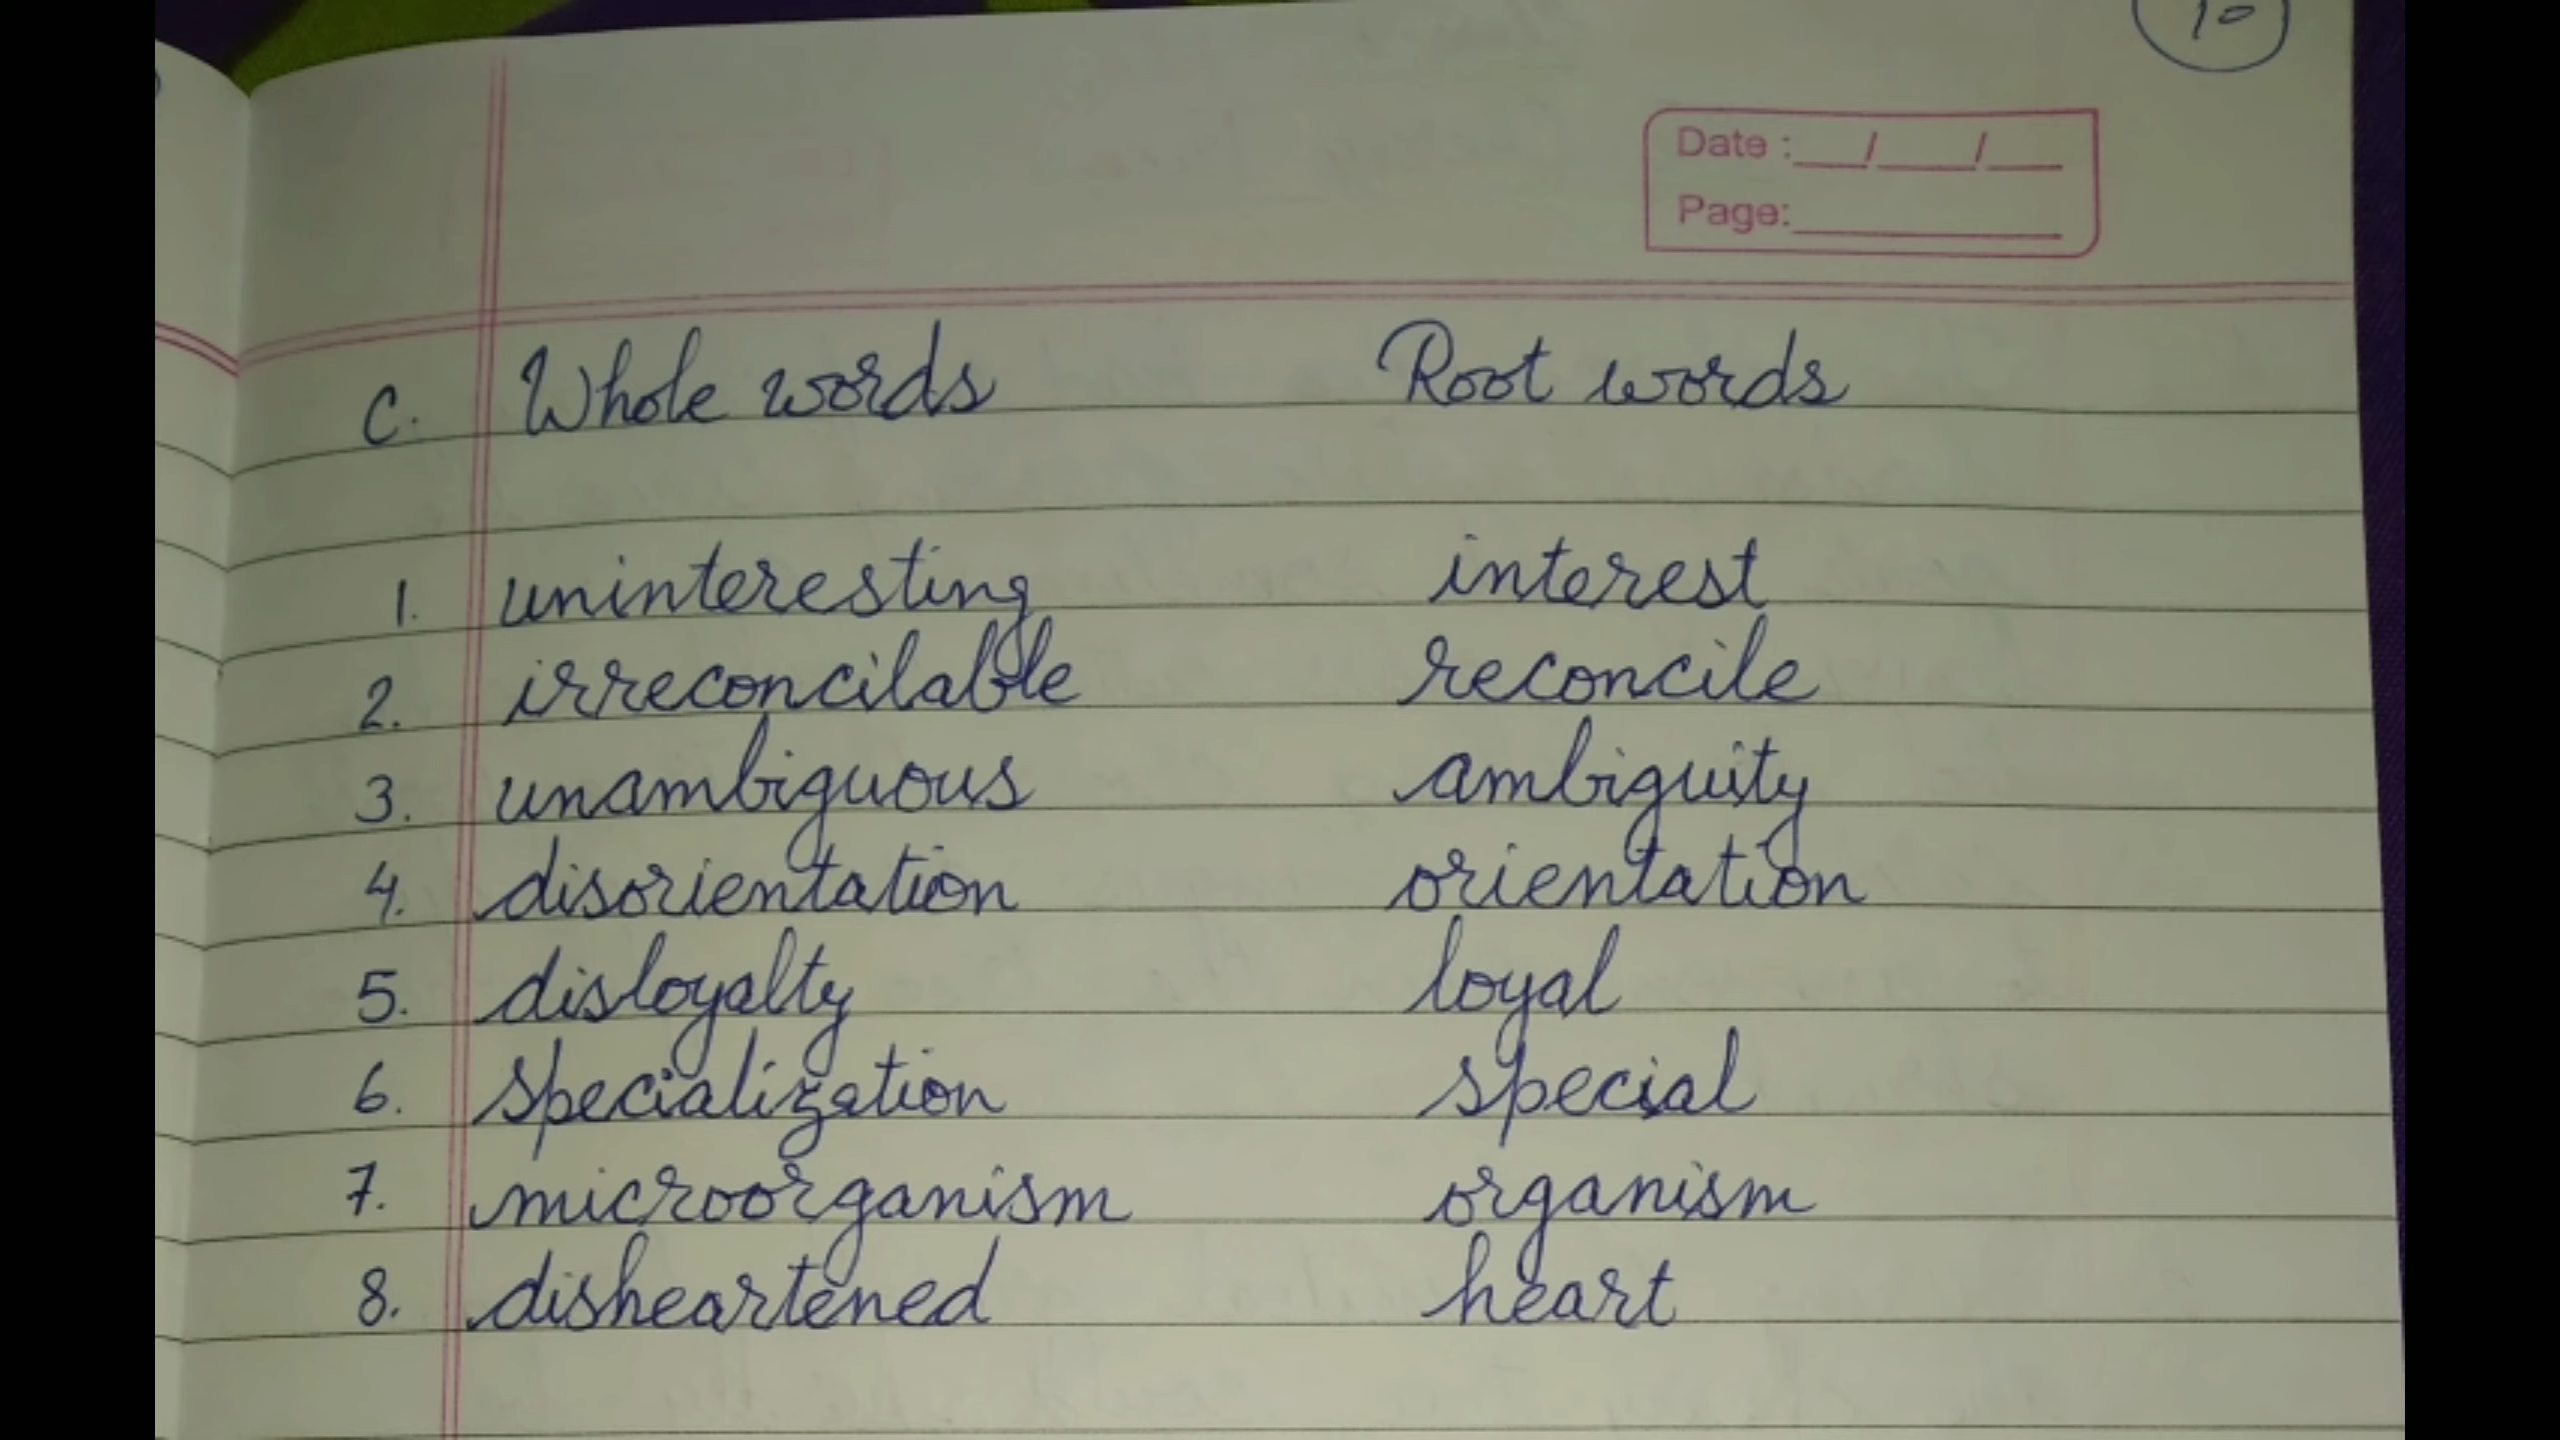 10
Date : __/__/__
Page: ______
C. Whole words Root words
1. uninteresting interest
2. irreconcilable reconcile
3. unambiguous ambiguity
4. disorientation orientation
5. disloyalty loyal
6. specialization special
7. microorganism organism
8. disheartened heart